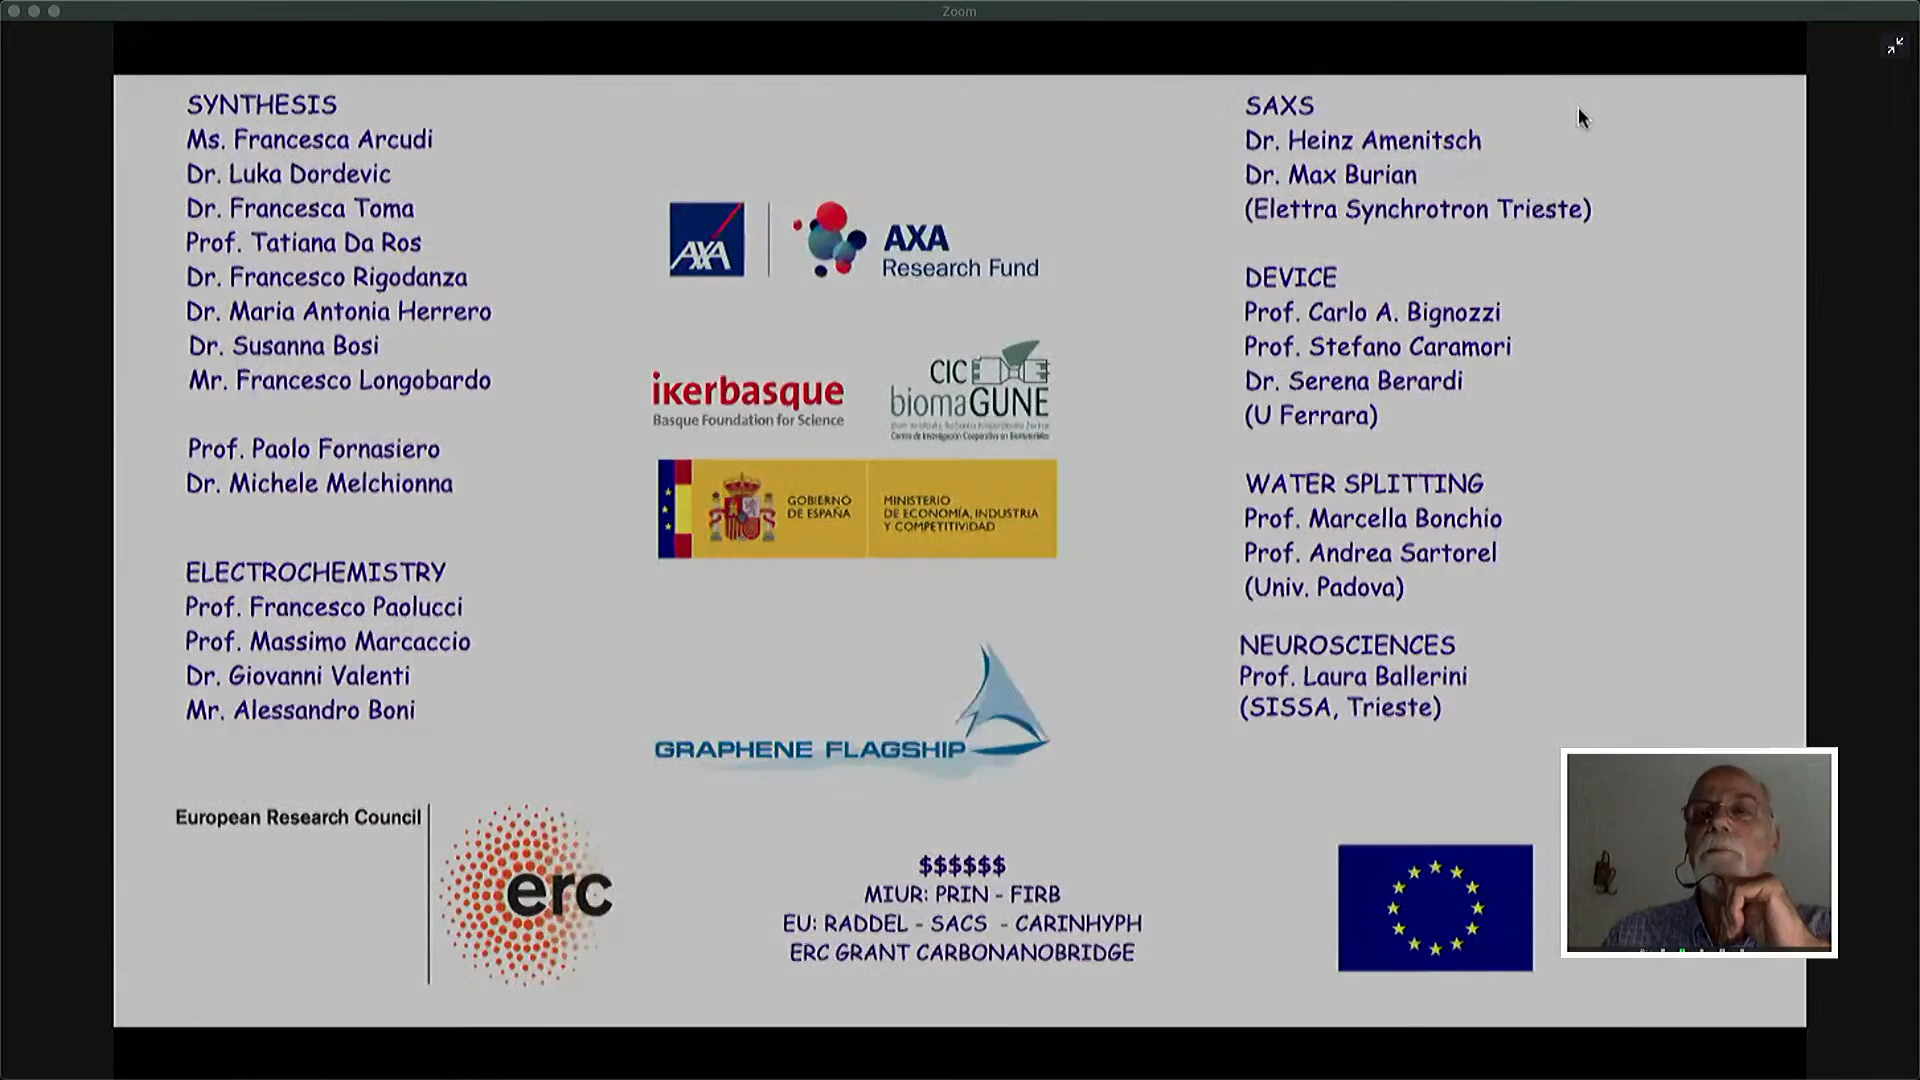 Zoom
SYNTHESIS
Ms. Francesca Arcudi
Dr. Luka Dordevic
Dr. Francesca Toma
Prof. Tatiana Da Ros
Dr. Francesco Rigodanza
Dr. Maria Antonia Herrero
Dr. Susanna Bosi
Mr. Francesco Longobardo
Prof. Paolo Fornasiero
Dr. Michele Melchionna
ELECTROCHEMISTRY
Prof. Francesco Paolucci
Prof. Massimo Marcaccio
Dr. Giovanni Valenti
Mr. Alessandro Boni
European Research Council
erc
AXA
AXA
Research Fund
ikerbasque
Basque Foundation for Science
CIC
biomaGUNE
Centro de Investigación Cooperativa en Biomateriales
GOBIERNO
DE ESPAÑA
MINISTERIO
DE ECONOMÍA, INDUSTRIA
Y COMPETITIVIDAD
GRAPHENE FLAGSHIP
$$$$$$
MIUR: PRIN - FIRB
EU: RADDEL - SACS - CARINHYPH
ERC GRANT CARBONANOBRIDGE
SAXS
Dr. Heinz Amenitsch
Dr. Max Burian
(Elettra Synchrotron Trieste)
DEVICE
Prof. Carlo A. Bignozzi
Prof. Stefano Caramori
Dr. Serena Berardi
(U Ferrara)
WATER SPLITTING
Prof. Marcella Bonchio
Prof. Andrea Sartorel
(Univ. Padova)
NEUROSCIENCES
Prof. Laura Ballerini
(SISSA, Trieste)